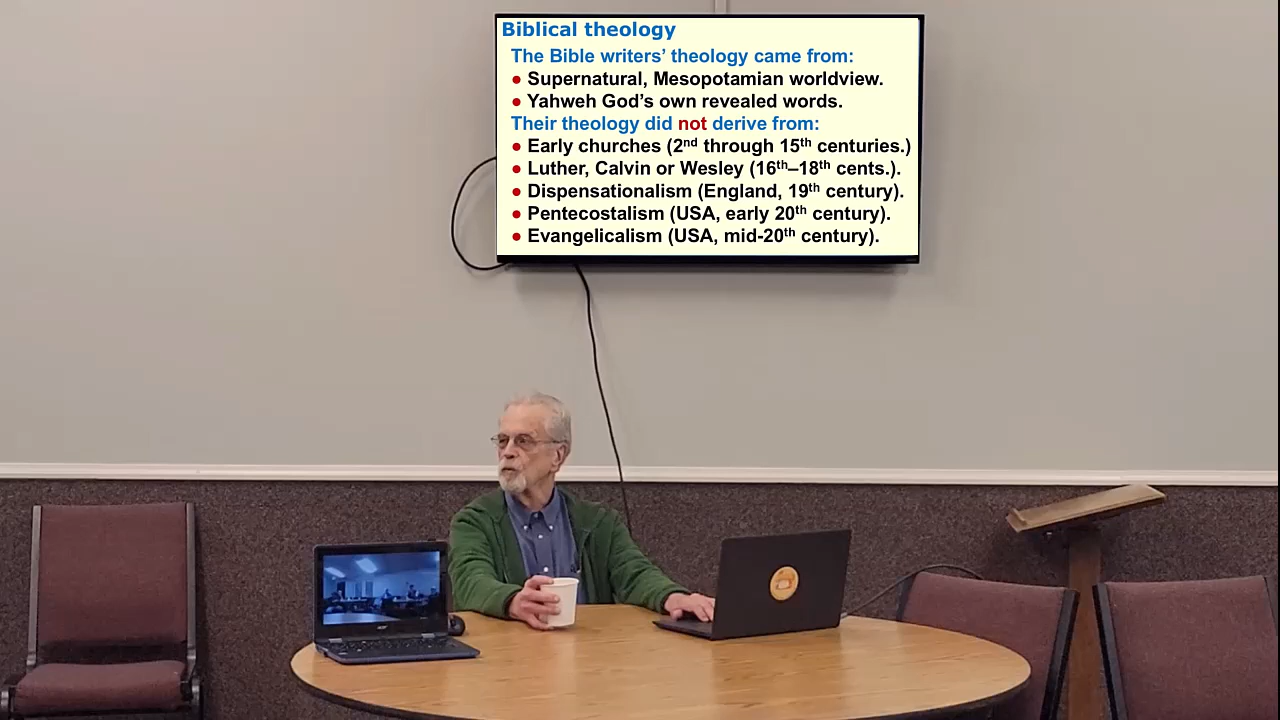 Biblical theology
The Bible writers’ theology came from:
● Supernatural, Mesopotamian worldview.
● Yahweh God’s own revealed words.
Their theology did not derive from:
● Early churches (2nd through 15th centuries.)
● Luther, Calvin or Wesley (16th–18th cents.).
● Dispensationalism (England, 19th century).
● Pentecostalism (USA, early 20th century).
● Evangelicalism (USA, mid-20th century).
acer